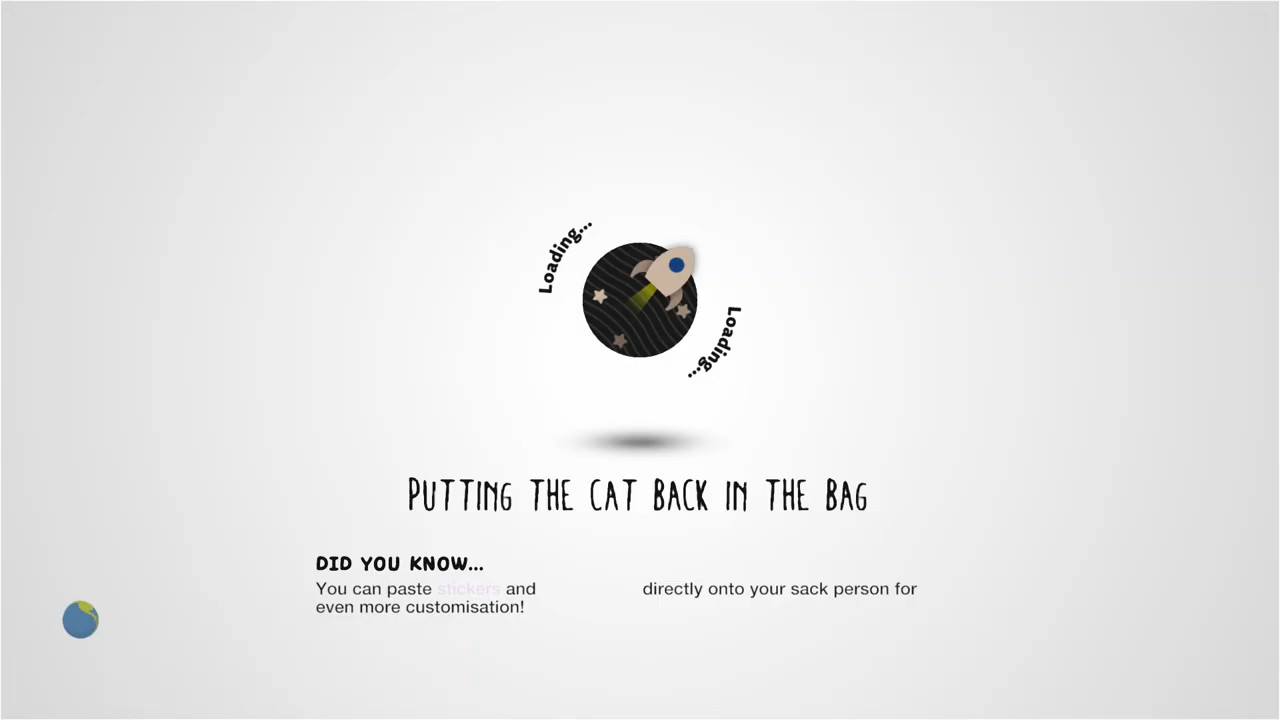 Loading...
Loading...
PUTTING THE CAT BACK IN THE BAG
DID YOU KNOW...
You can paste stickers and directly onto your sack person for
even more customisation!